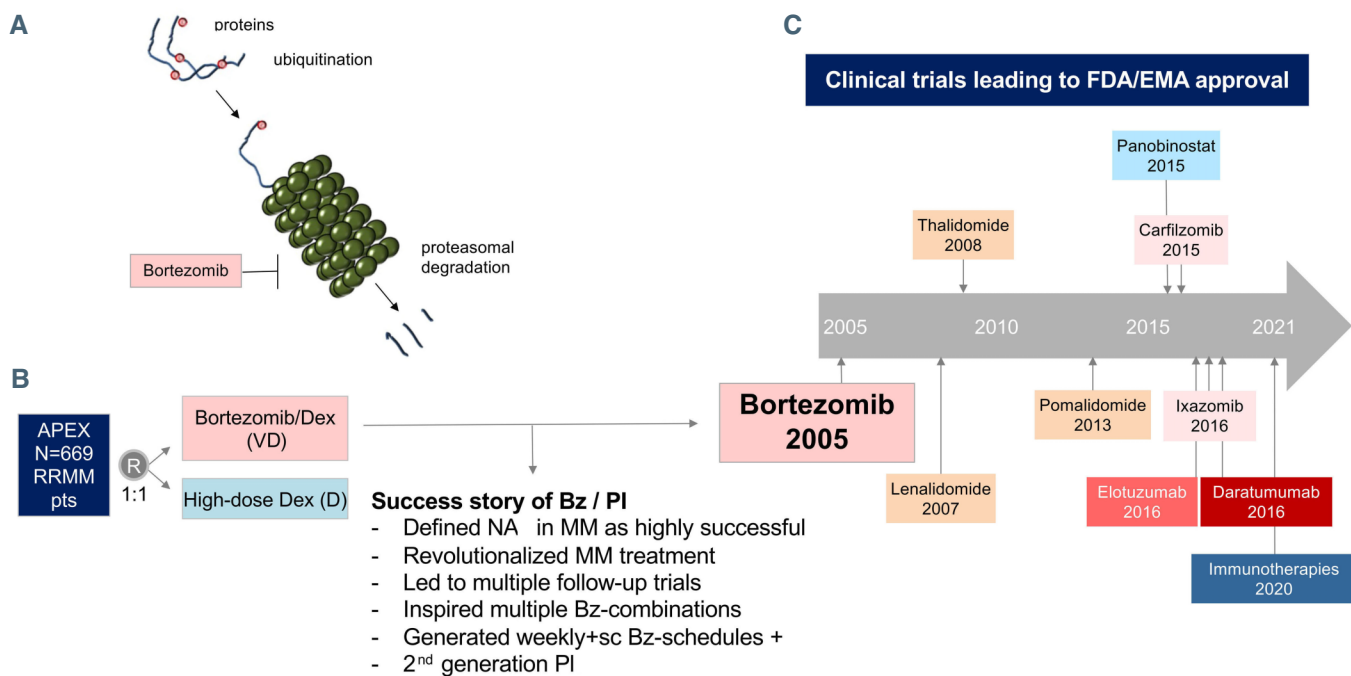 A
proteins
ubiquitination
proteasomal
degradation
Bortezomib
B
APEX
N=669
RRMM
pts
R
1:1
Bortezomib/Dex
(VD)
High-dose Dex (D)
Success story of Bz / PI
- Defined NA in MM as highly successful
- Revolutionalized MM treatment
- Led to multiple follow-up trials
- Inspired multiple Bz-combinations
- Generated weekly+sc Bz-schedules +
- 2nd generation PI
C
Clinical trials leading to FDA/EMA approval
Panobinostat
2015
Thalidomide
2008
Carfilzomib
2015
2005
2010
2015
2021
Bortezomib
2005
Pomalidomide
2013
Ixazomib
2016
Lenalidomide
2007
Elotuzumab
2016
Daratumumab
2016
Immunotherapies
2020